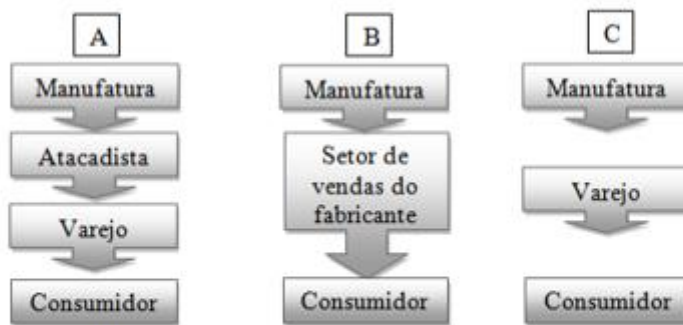 A
Manufatura
Atacadista
Varejo
Consumidor
B
Manufatura
Setor de
vendas do
fabricante
Consumidor
C
Manufatura
Varejo
Consumidor